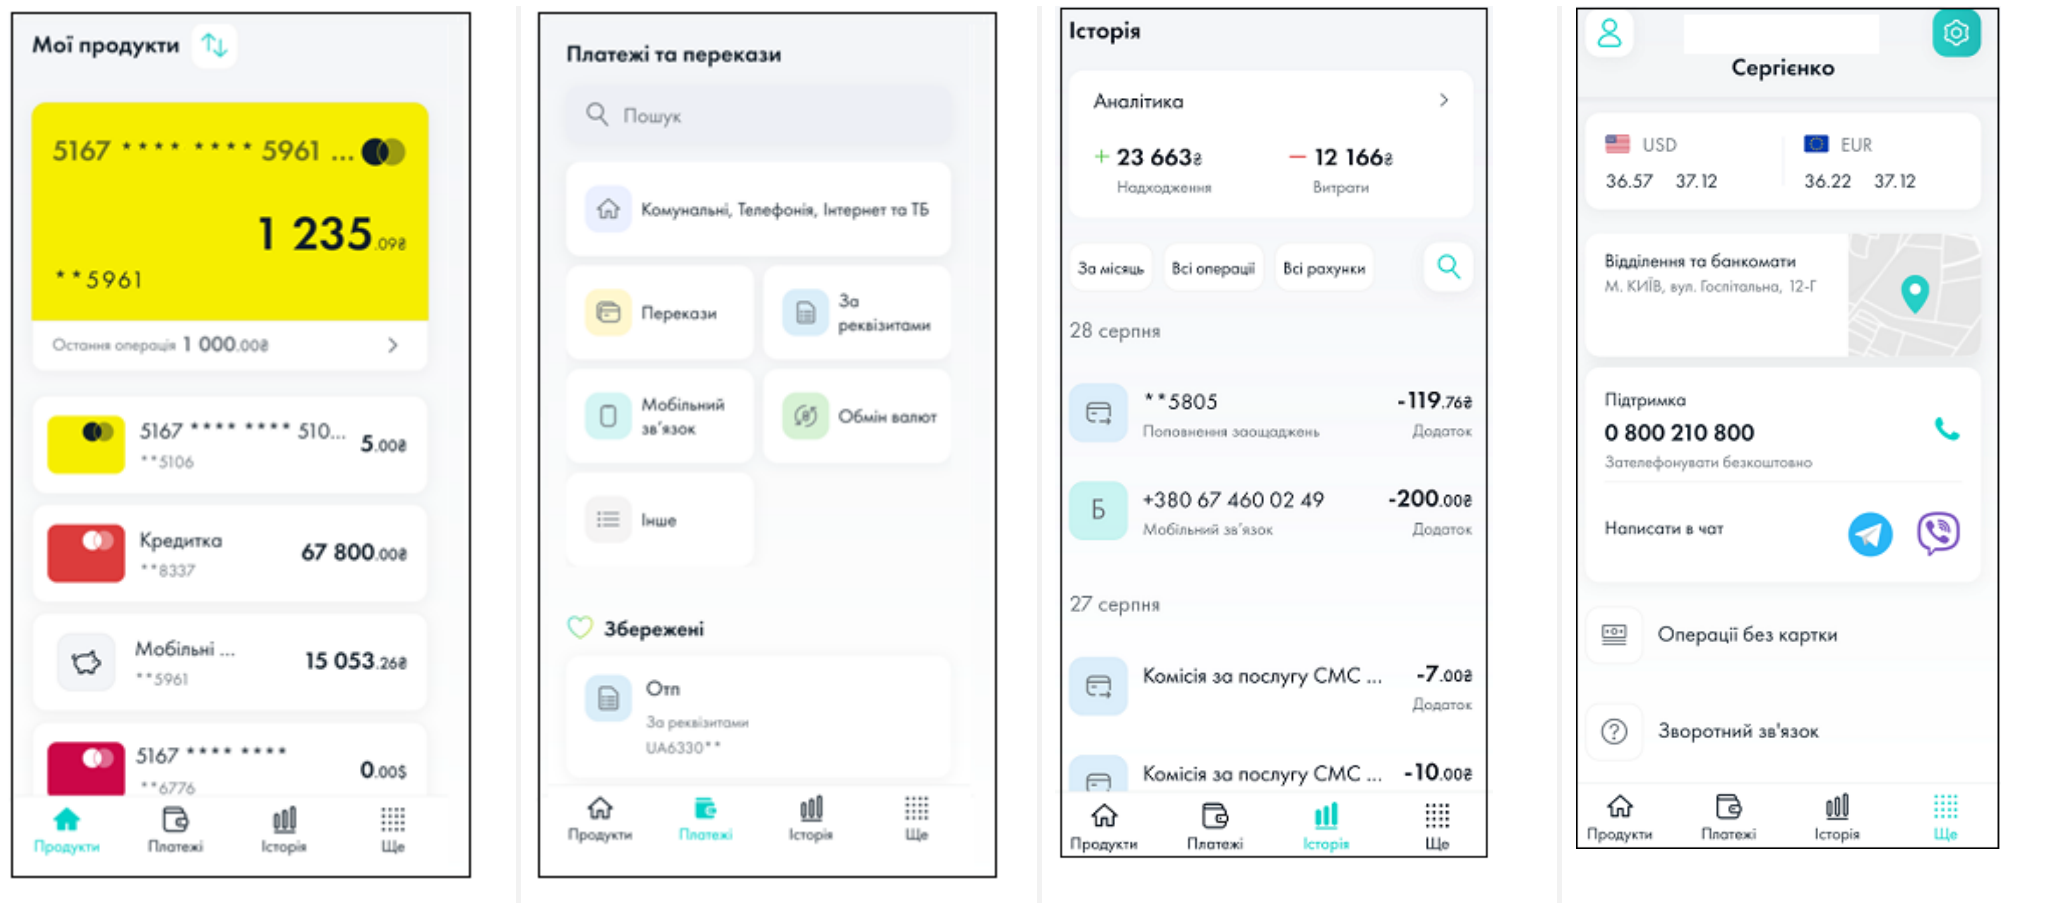 Мої продукти
5167 **** **** 5961 ...
1 235.09₴
**5961
Остання операція 1 000.00₴
5167 **** **** 510...
5.00₴
**5106
Кредитка
67 800.00₴
**8337
Мобільні ...
15 053.26₴
**5961
5167 **** ****
0.00$
**6776
Продукти
Платежі
Історія
Ще
Платежі та перекази
Пошук
Комунальні, Телефонія, Інтернет та ТБ
Перекази
За
реквізитами
Мобільний
зв'язок
Обмін валют
Інше
Збережені
Отп
За реквізитами
UA6330**
Продукти
Платежі
Історія
Ще
Історія
Аналітика
+ 23 663₴
— 12 166₴
Надходження
Витрати
За місяць
Всі операції
Всі рахунки
28 серпня
**5805
-119.76₴
Поповнення заощаджень
Додаток
Б
+380 67 460 02 49
-200.00₴
Мобільний зв'язок
Додаток
27 серпня
Комісія за послугу СМС ...
-7.00₴
Додаток
Комісія за послугу СМС ...
-10.00₴
Продукти
Платежі
Історія
Ще
Сергієнко
USD
EUR
36.57 37.12
36.22 37.12
Відділення та банкомати
М. КИЇВ, вул. Госпітальна, 12-Г
Підтримка
0 800 210 800
Зателефонувати безкоштовно
Написати в чат
Операції без картки
Зворотний зв'язок
Продукти
Платежі
Історія
Ще